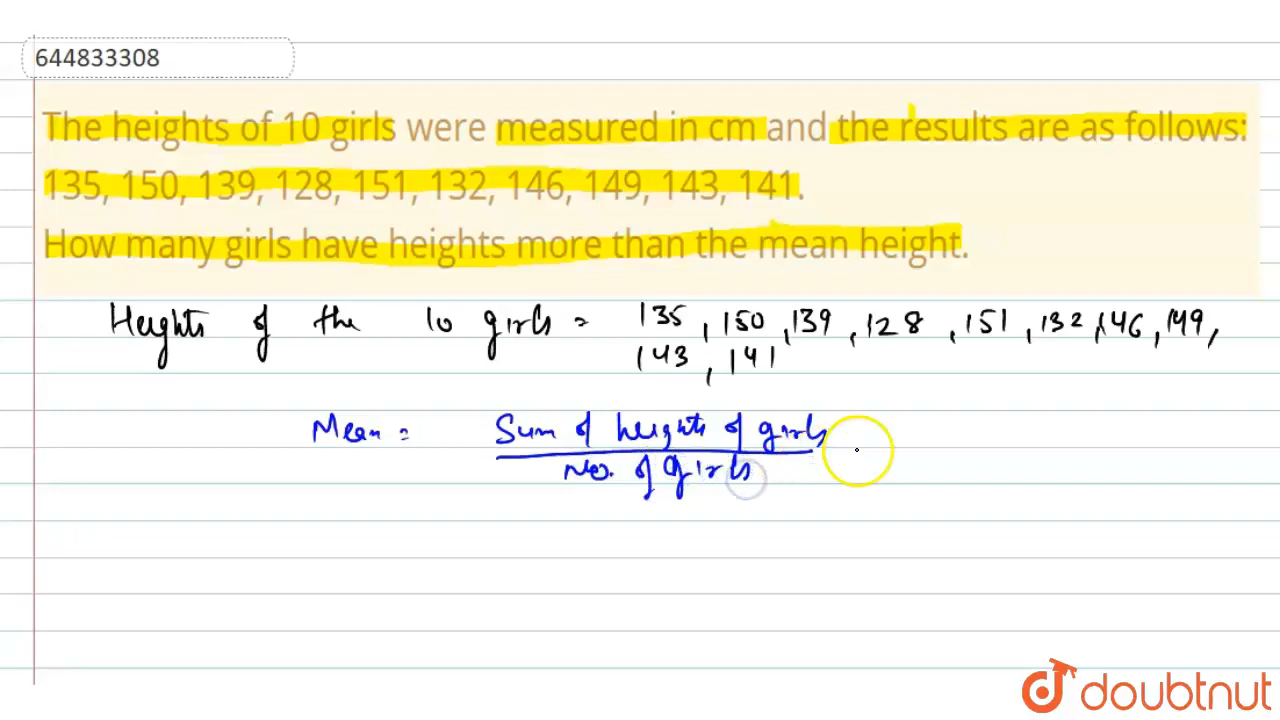 644833308
The heights of 10 girls were measured in cm and the results are as follows:
135, 150, 139, 128, 151, 132, 146, 149, 143, 141.
How many girls have heights more than the mean height.
Heights of the 10 girls = 135, 150, 139, 128, 151, 132, 146, 149,
143, 141
Mean = Sum of heights of girls
No. of girls
doubtnut